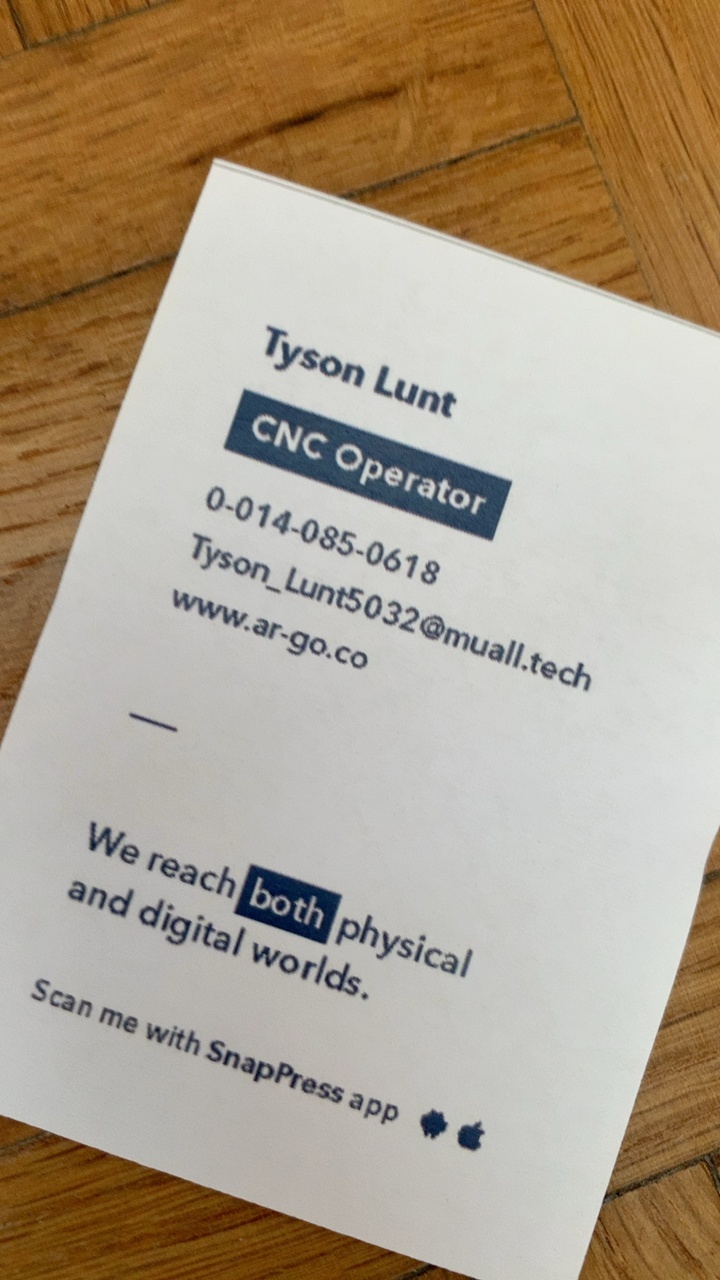 Tyson Lunt
CNC Operator
0-014-085-0618
Tyson_Lunt5032@muall.tech
www.ar-go.co
—
We reach both physical
and digital worlds.
Scan me with SnapPress app